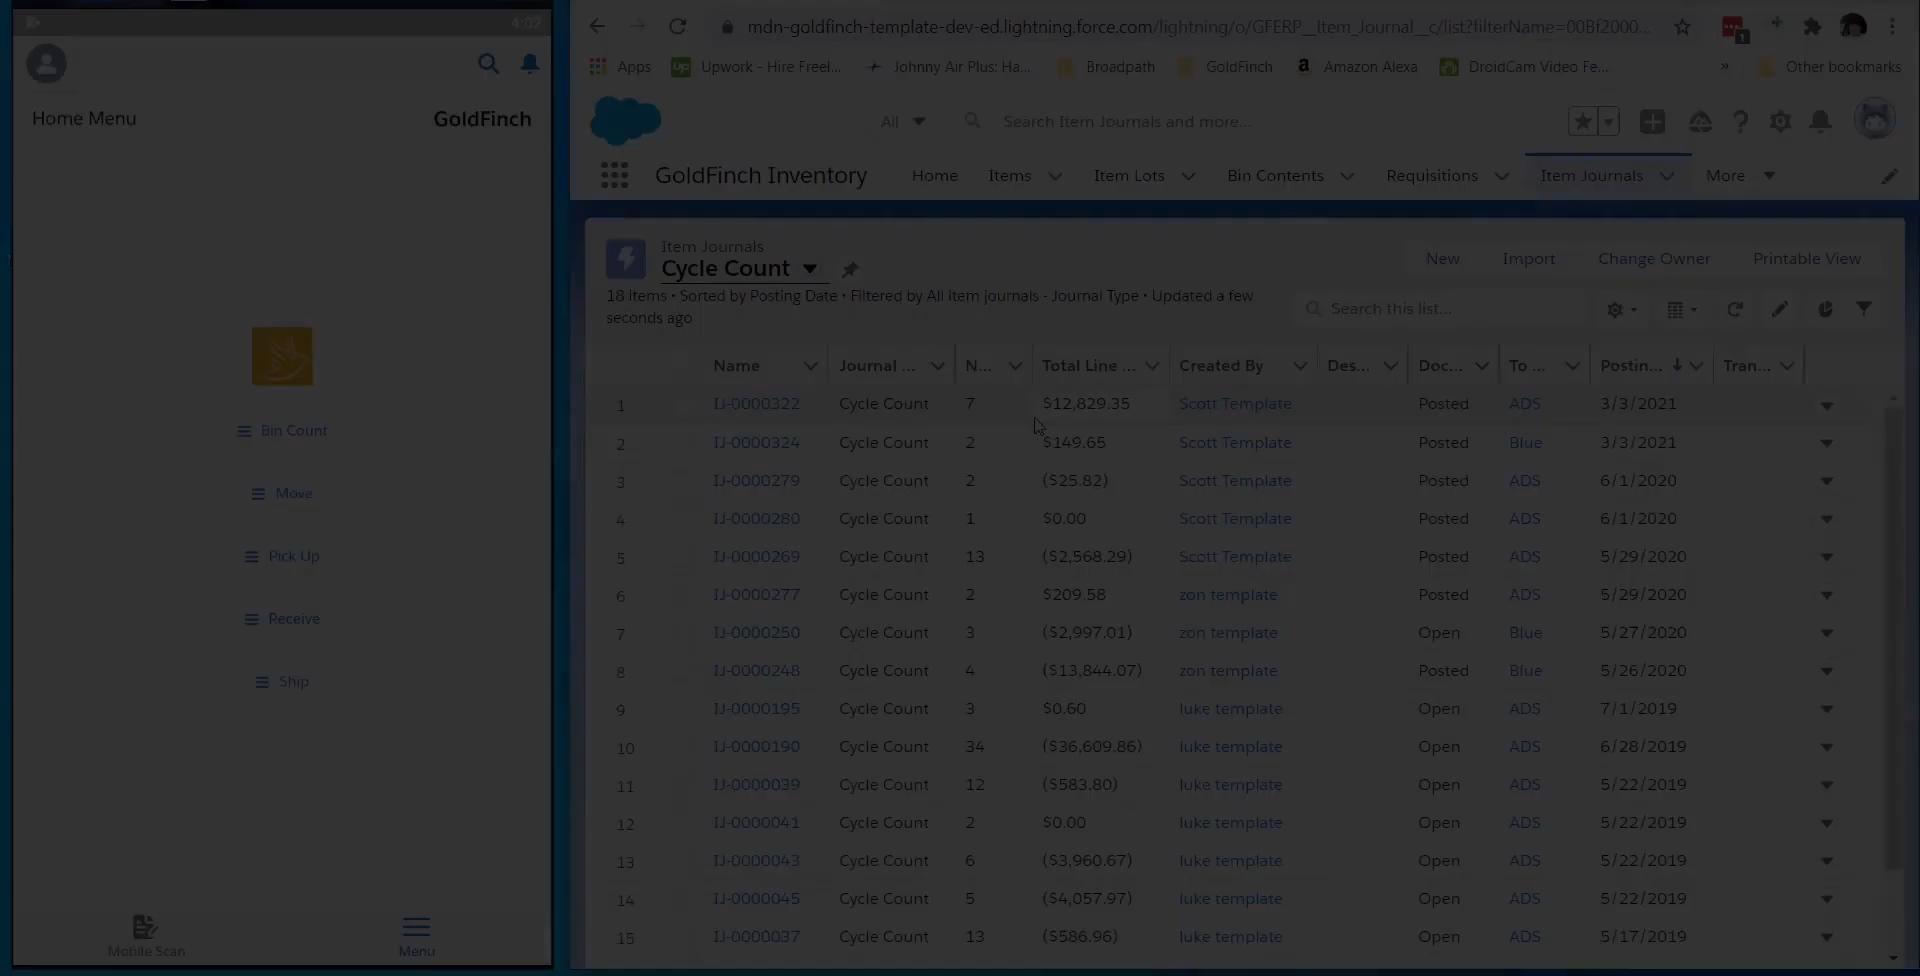 4:02
Home Menu
GoldFinch
Bin Count
Move
Pick Up
Receive
Ship
Mobile Scan
Menu
mdn-goldfinch-template-dev-ed.lightning.force.com/lightning/o/GFERP__Item_Journal__c/list?filterName=00Bf2000...
1
Apps
up Upwork - Hire Freel...
Johnny Air Plus: Ha...
Broadpath
GoldFinch
a Amazon Alexa
DroidCam Video Fe...
»
Other bookmarks
All
Search Item Journals and more...
GoldFinch Inventory
Home
Items
Item Lots
Bin Contents
Requisitions
Item Journals
More
Item Journals
Cycle Count
New
Import
Change Owner
Printable View
18 items • Sorted by Posting Date • Filtered by All item journals - Journal Type • Updated a few
seconds ago
Search this list...
Name Journal ... N... Total Line ... Created By Des... Doc... To ... Postin... Tran...
1 IJ-0000322 Cycle Count 7 $12,829.35 Scott Template Posted ADS 3/3/2021
2 IJ-0000324 Cycle Count 2 $149.65 Scott Template Posted Blue 3/3/2021
3 IJ-0000279 Cycle Count 2 ($25.82) Scott Template Posted ADS 6/1/2020
4 IJ-0000280 Cycle Count 1 $0.00 Scott Template Posted ADS 6/1/2020
5 IJ-0000269 Cycle Count 13 ($2,568.29) Scott Template Posted ADS 5/29/2020
6 IJ-0000277 Cycle Count 2 $209.58 zon template Posted ADS 5/29/2020
7 IJ-0000250 Cycle Count 3 ($2,997.01) zon template Open Blue 5/27/2020
8 IJ-0000248 Cycle Count 4 ($13,844.07) zon template Posted Blue 5/26/2020
9 IJ-0000195 Cycle Count 3 $0.60 luke template Open ADS 7/1/2019
10 IJ-0000190 Cycle Count 34 ($36,609.86) luke template Open ADS 6/28/2019
11 IJ-0000039 Cycle Count 12 ($583.80) luke template Open ADS 5/22/2019
12 IJ-0000041 Cycle Count 2 $0.00 luke template Open ADS 5/22/2019
13 IJ-0000043 Cycle Count 6 ($3,960.67) luke template Open ADS 5/22/2019
14 IJ-0000045 Cycle Count 5 ($4,057.97) luke template Open ADS 5/22/2019
15 IJ-0000037 Cycle Count 13 ($586.96) luke template Open ADS 5/17/2019